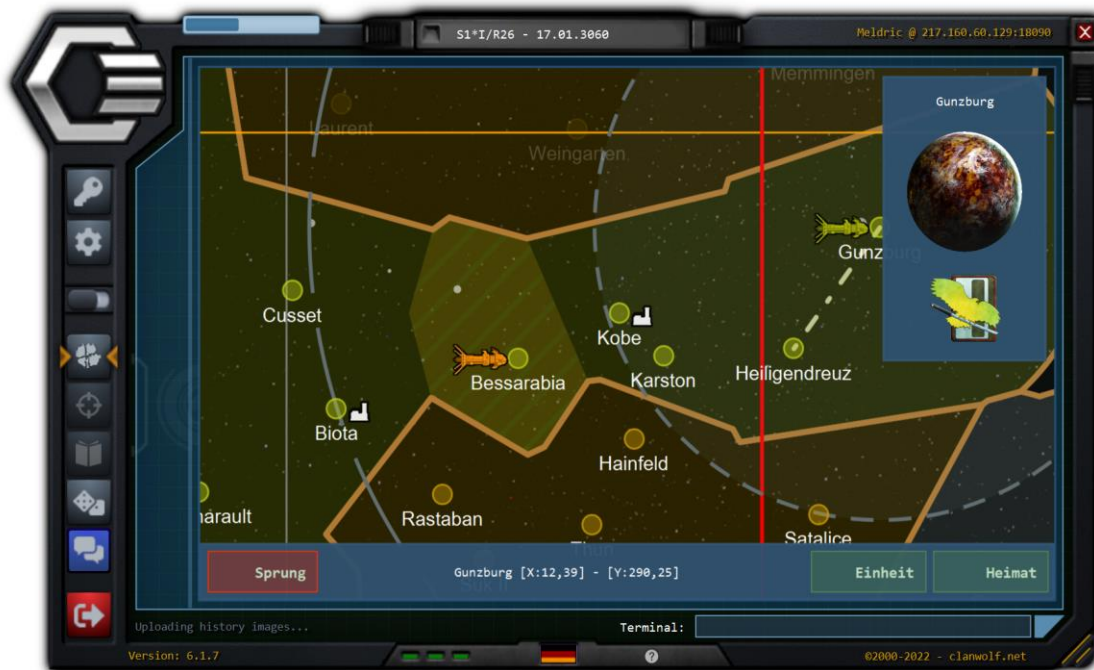 S1*I/R26 - 17.01.3060
Meldric @ 217.160.60.129:18090
Memmingen
Gunzburg
Laurent
Weingarten
Gunzburg
Cusset
Kobe
Bessarabia
Karston
Heiligendreuz
Biota
Hainfeld
Rastaban
Satalice
Thun
Sprung
Gunzburg [X:12,39] - [Y:290,25]
Einheit
Heimat
Uploading history images...
Terminal:
Version: 6.1.7
?
©2000-2022 - clanwolf.net